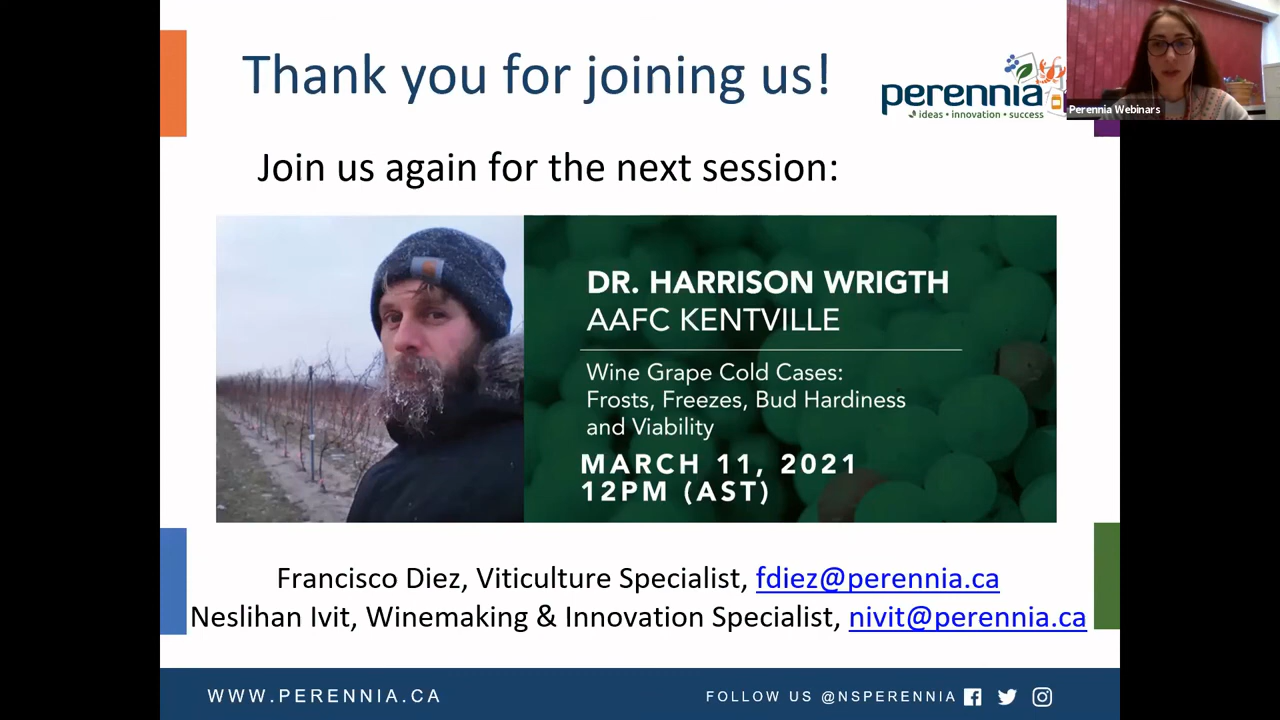 Thank you for joining us!
perennia
ideas • innovation • success
Perennia Webinars
Join us again for the next session:
DR. HARRISON WRIGTH
AAFC KENTVILLE
Wine Grape Cold Cases:
Frosts, Freezes, Bud Hardiness
and Viability
MARCH 11, 2021
12PM (AST)
Francisco Diez, Viticulture Specialist, fdiez@perennia.ca
Neslihan Ivit, Winemaking & Innovation Specialist, nivit@perennia.ca
WWW.PERENNIA.CA
FOLLOW US @NSPERENNIA